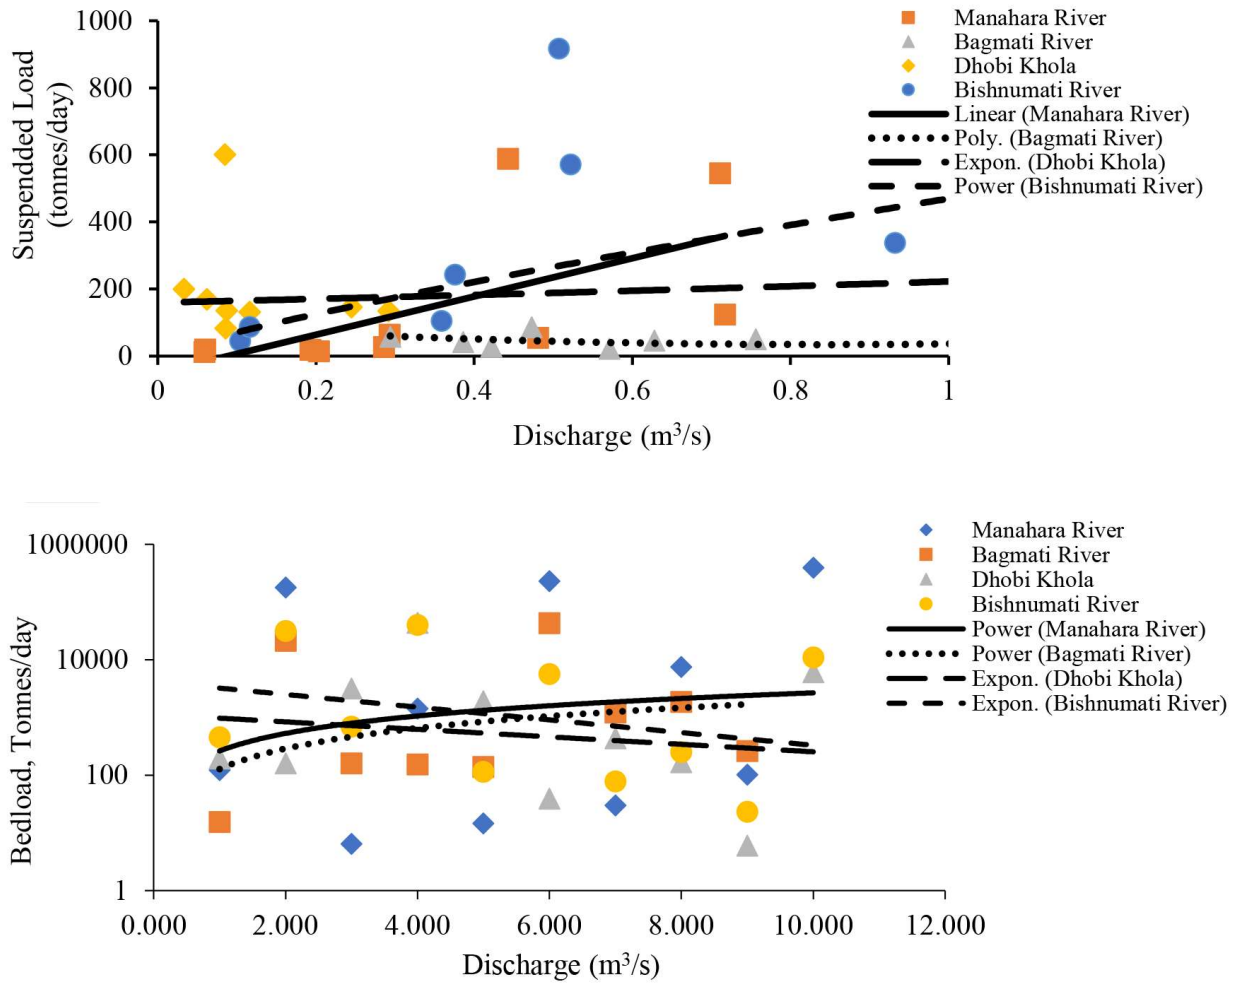 1000
800
600
400
200
0
Suspendded Load
(tonnes/day)
0 0.2 0.4 0.6 0.8 1
Discharge (m³/s)
Manahara River
Bagmati River
Dhobi Khola
Bishnumati River
Linear (Manahara River)
Poly. (Bagmati River)
Expon. (Dhobi Khola)
Power (Bishnumati River)
1000000
10000
100
1
Bedload, Tonnes/day
0.000 2.000 4.000 6.000 8.000 10.000 12.000
Discharge (m³/s)
Manahara River
Bagmati River
Dhobi Khola
Bishnumati River
Power (Manahara River)
Power (Bagmati River)
Expon. (Dhobi Khola)
Expon. (Bishnumati River)